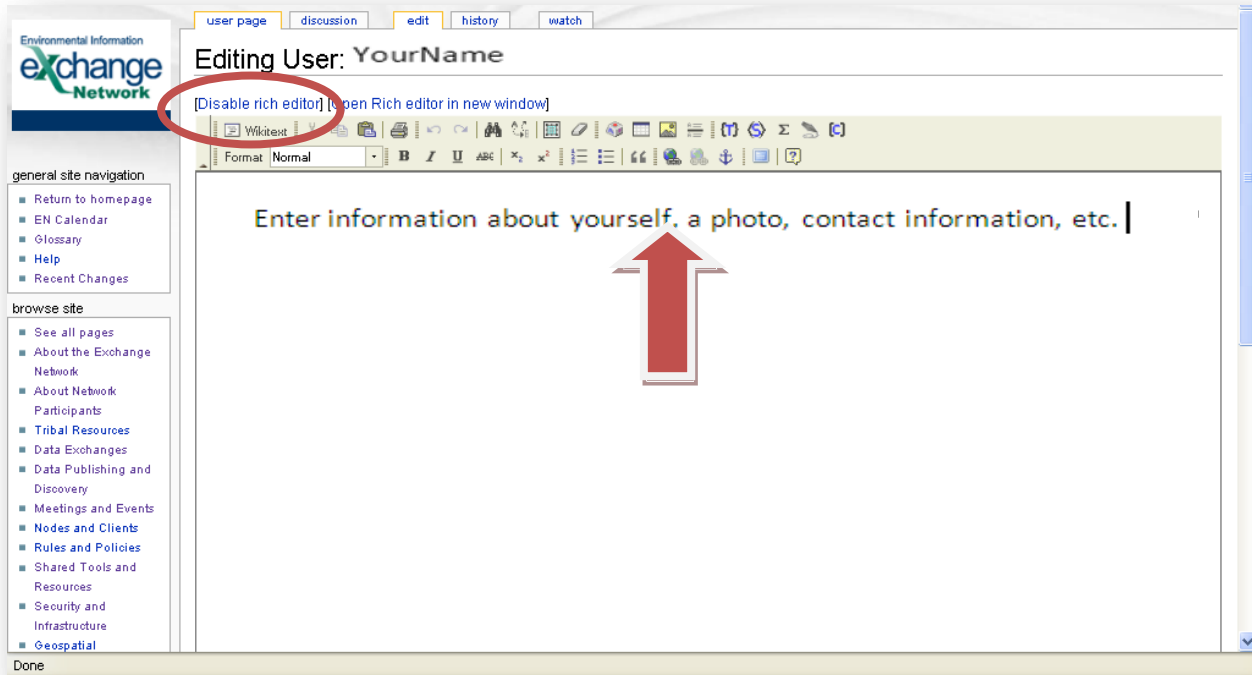 user page discussion edit history watch
Environmental Information
exchange
Network
Editing User: YourName
[Disable rich editor] [Open Rich editor in new window]
Wikitext
Format Normal
general site navigation
Return to homepage
EN Calendar
Glossary
Help
Recent Changes
browse site
See all pages
About the Exchange
Network
About Network
Participants
Tribal Resources
Data Exchanges
Data Publishing and
Discovery
Meetings and Events
Nodes and Clients
Rules and Policies
Shared Tools and
Resources
Security and
Infrastructure
Geospatial
Enter information about yourself, a photo, contact information, etc.
Done